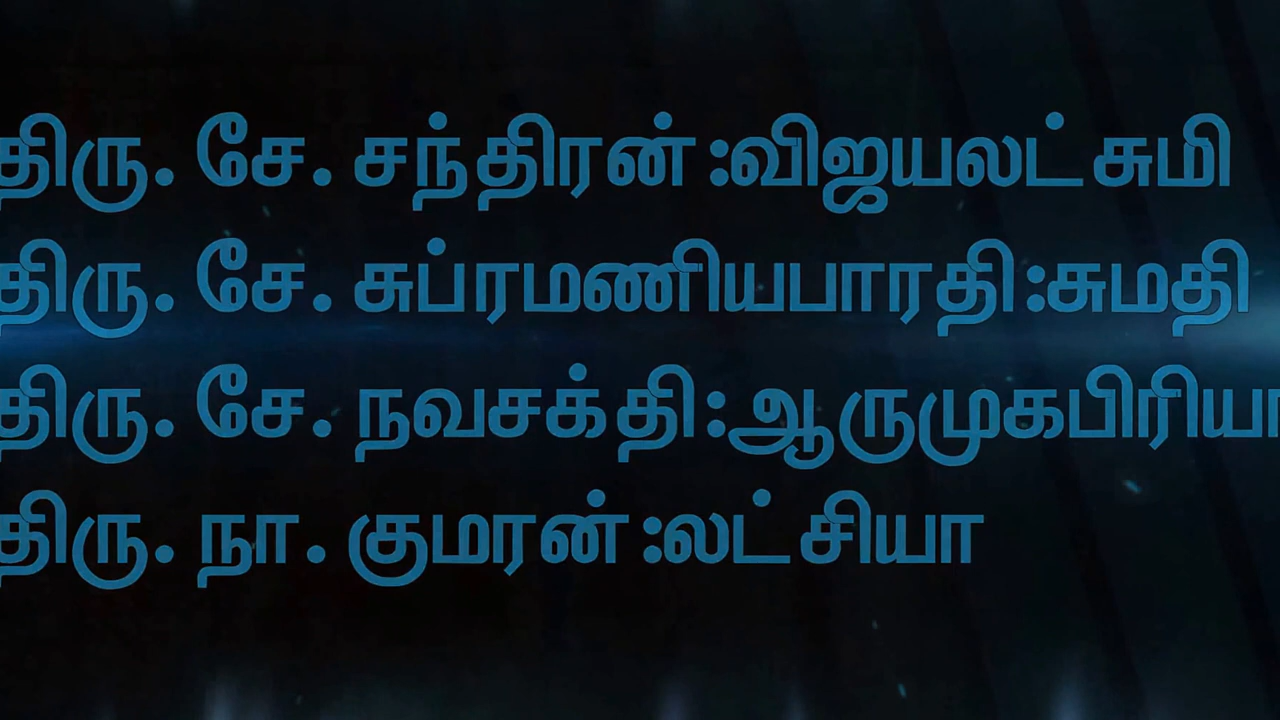 திரு. சே. சந்திரன் :விஜயலட்சுமி
திரு. சே. சுப்ரமணியபாரதி :சுமதி
திரு. சே. நவசக்தி :ஆருமுகபிரியா
திரு. நா. குமரன் :லட்சியா